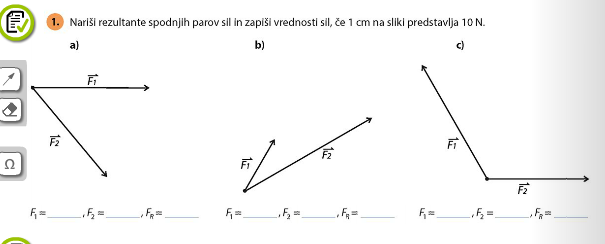 1. Nariši rezultante spodnjih parov sil in zapiši vrednosti sil, če 1 cm na sliki predstavlja 10 N.
a) b) c)
F1
F2
F1
F2
F1
F2
F1 = ______ , F2 = ______ , FR = ______
F1 = ______ , F2 = ______ , FR = ______
F1 = ______ , F2 = ______ , FR = ______
Ω